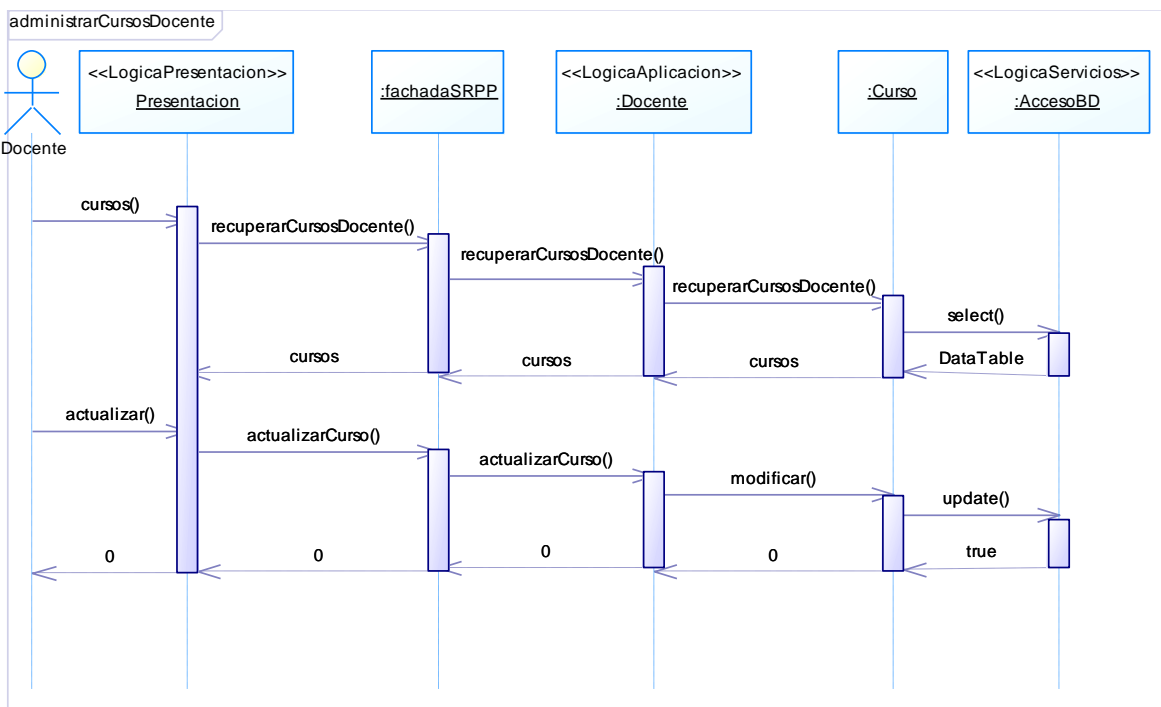 administrarCursosDocente
<<LogicaPresentacion>>
Presentacion
:fachadaSRPP
<<LogicaAplicacion>>
:Docente
:Curso
<<LogicaServicios>>
:AccesoBD
Docente
cursos()
recuperarCursosDocente()
recuperarCursosDocente()
recuperarCursosDocente()
select()
cursos
cursos
cursos
DataTable
actualizar()
actualizarCurso()
actualizarCurso()
modificar()
update()
0
0
0
0
true